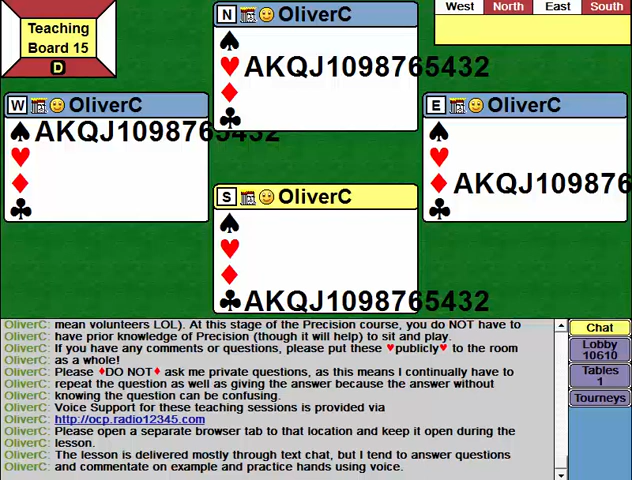 Teaching
Board 15
D
N OliverC
♠
♥ AKQJ1098765432
♦
♣
West North East South
W OliverC
♠ AKQJ1098765432
♥
♦
♣
E OliverC
♠
♥
♦ AKQJ109876
♣
S OliverC
♠
♥
♦
♣ AKQJ1098765432
OliverC: mean volunteers LOL). At this stage of the Precision course, you do NOT have to
OliverC: have prior knowledge of Precision (though it will help) to sit and play.
OliverC: If you have any comments or questions, please put these ♥publicly♥ to the room
OliverC: as a whole!
OliverC: Please ♦DO NOT♦ ask me private questions, as this means I continually have to
OliverC: repeat the question as well as giving the answer because the answer without
OliverC: knowing the question can be confusing.
OliverC: Voice Support for these teaching sessions is provided via
OliverC: http://ocp.radio12345.com
OliverC: Please open a separate browser tab to that location and keep it open during the
OliverC: lesson.
OliverC: The lesson is delivered mostly through text chat, but I tend to answer questions
OliverC: and commentate on example and practice hands using voice.
Chat
Lobby
10610
Tables
1
Tourneys